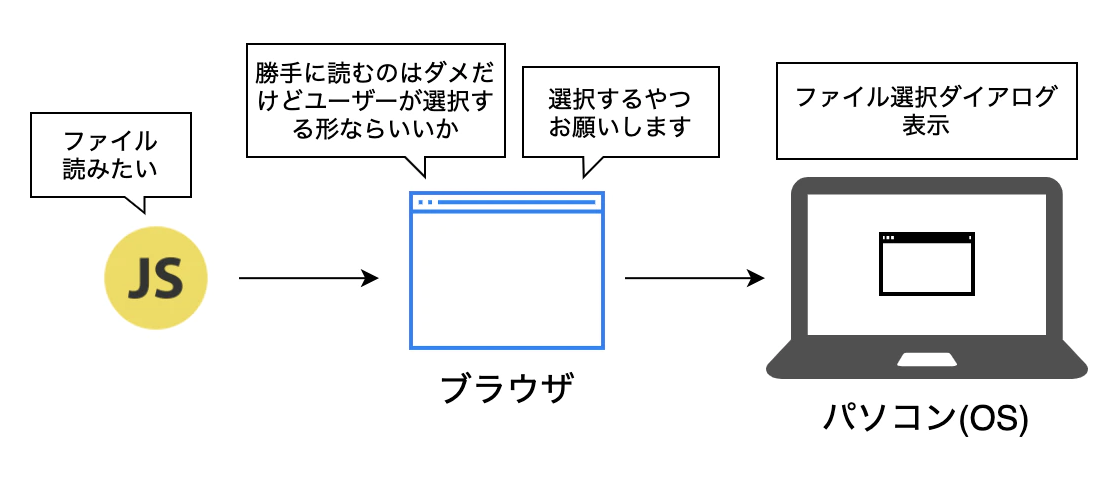 ファイル
読みたい
勝手に読むのはダメだ
けどユーザーが選択す
る形ならいいか
選択するやつ
お願いします
ファイル選択ダイアログ
表示
JS
ブラウザ
パソコン(OS)